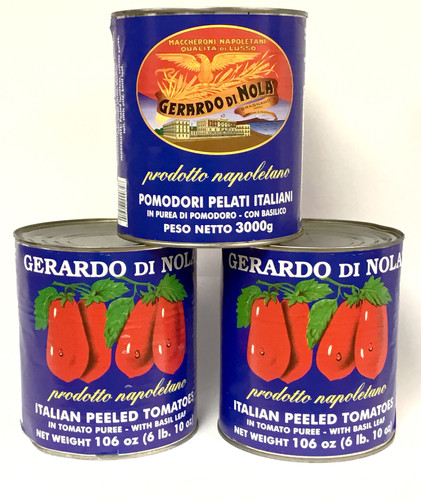 MACCHERONI NAPOLETANI
QUALITÀ DI LUSSO
GERARDO DI NOLA
prodotto napoletano
POMODORI PELATI ITALIANI
IN PUREA DI POMODORO - CON BASILICO
PESO NETTO 3000g
GERARDO DI NOLA
prodotto napoletano
ITALIAN PEELED TOMATOES
IN TOMATO PUREE - WITH BASIL LEAF
NET WEIGHT 106 oz (6 lb. 10 oz)
GERARDO DI NOLA
prodotto napoletano
ITALIAN PEELED TOMATOES
IN TOMATO PUREE - WITH BASIL LEAF
NET WEIGHT 106 oz (6 lb. 10 oz)